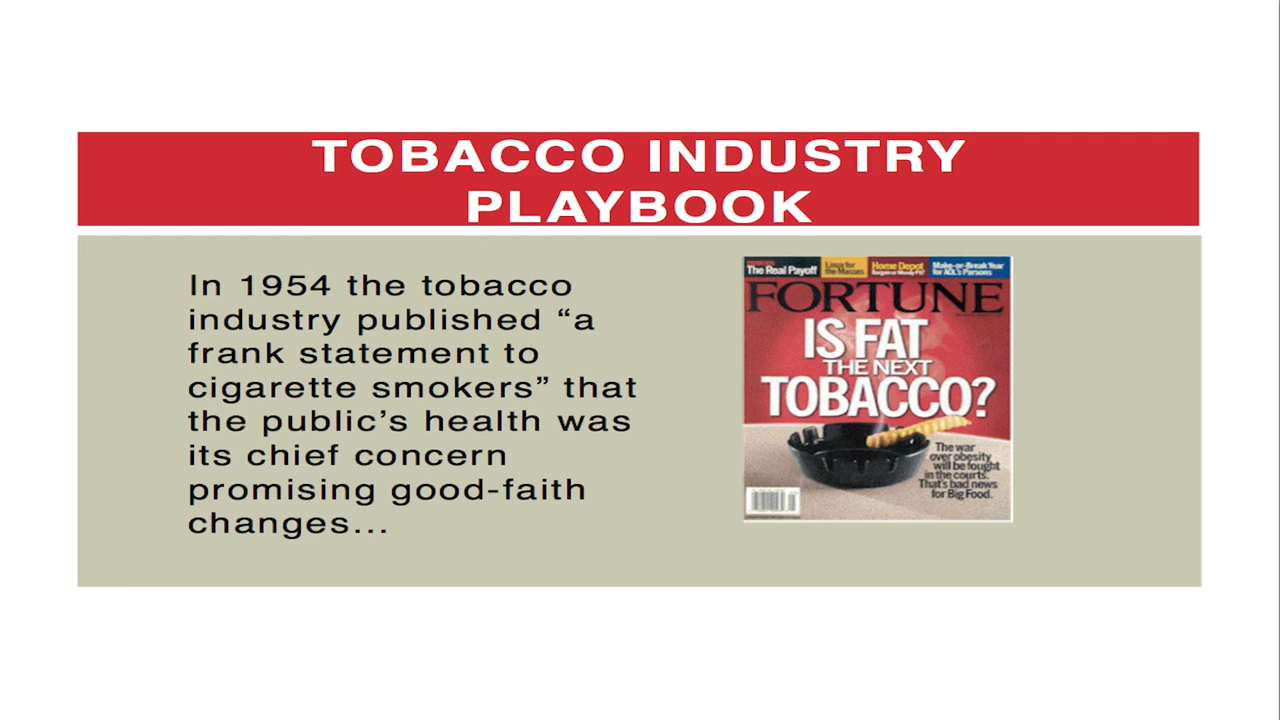 TOBACCO INDUSTRY
PLAYBOOK
In 1954 the tobacco
industry published “a
frank statement to
cigarette smokers” that
the public’s health was
its chief concern
promising good-faith
changes...
The Real Payoff
Linux for
the Masses
Home Depot
Bargain or Money Pit?
Make-or-Break Year
for AOL's Parsons
FORTUNE
IS FAT
THE NEXT
TOBACCO?
The war
over obesity
will be fought
in the courts.
That's bad news
for Big Food.